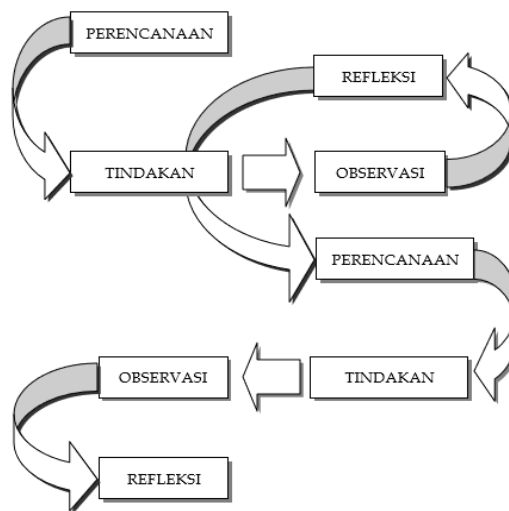 PERENCANAAN
REFLEKSI
TINDAKAN
OBSERVASI
PERENCANAAN
OBSERVASI
TINDAKAN
REFLEKSI